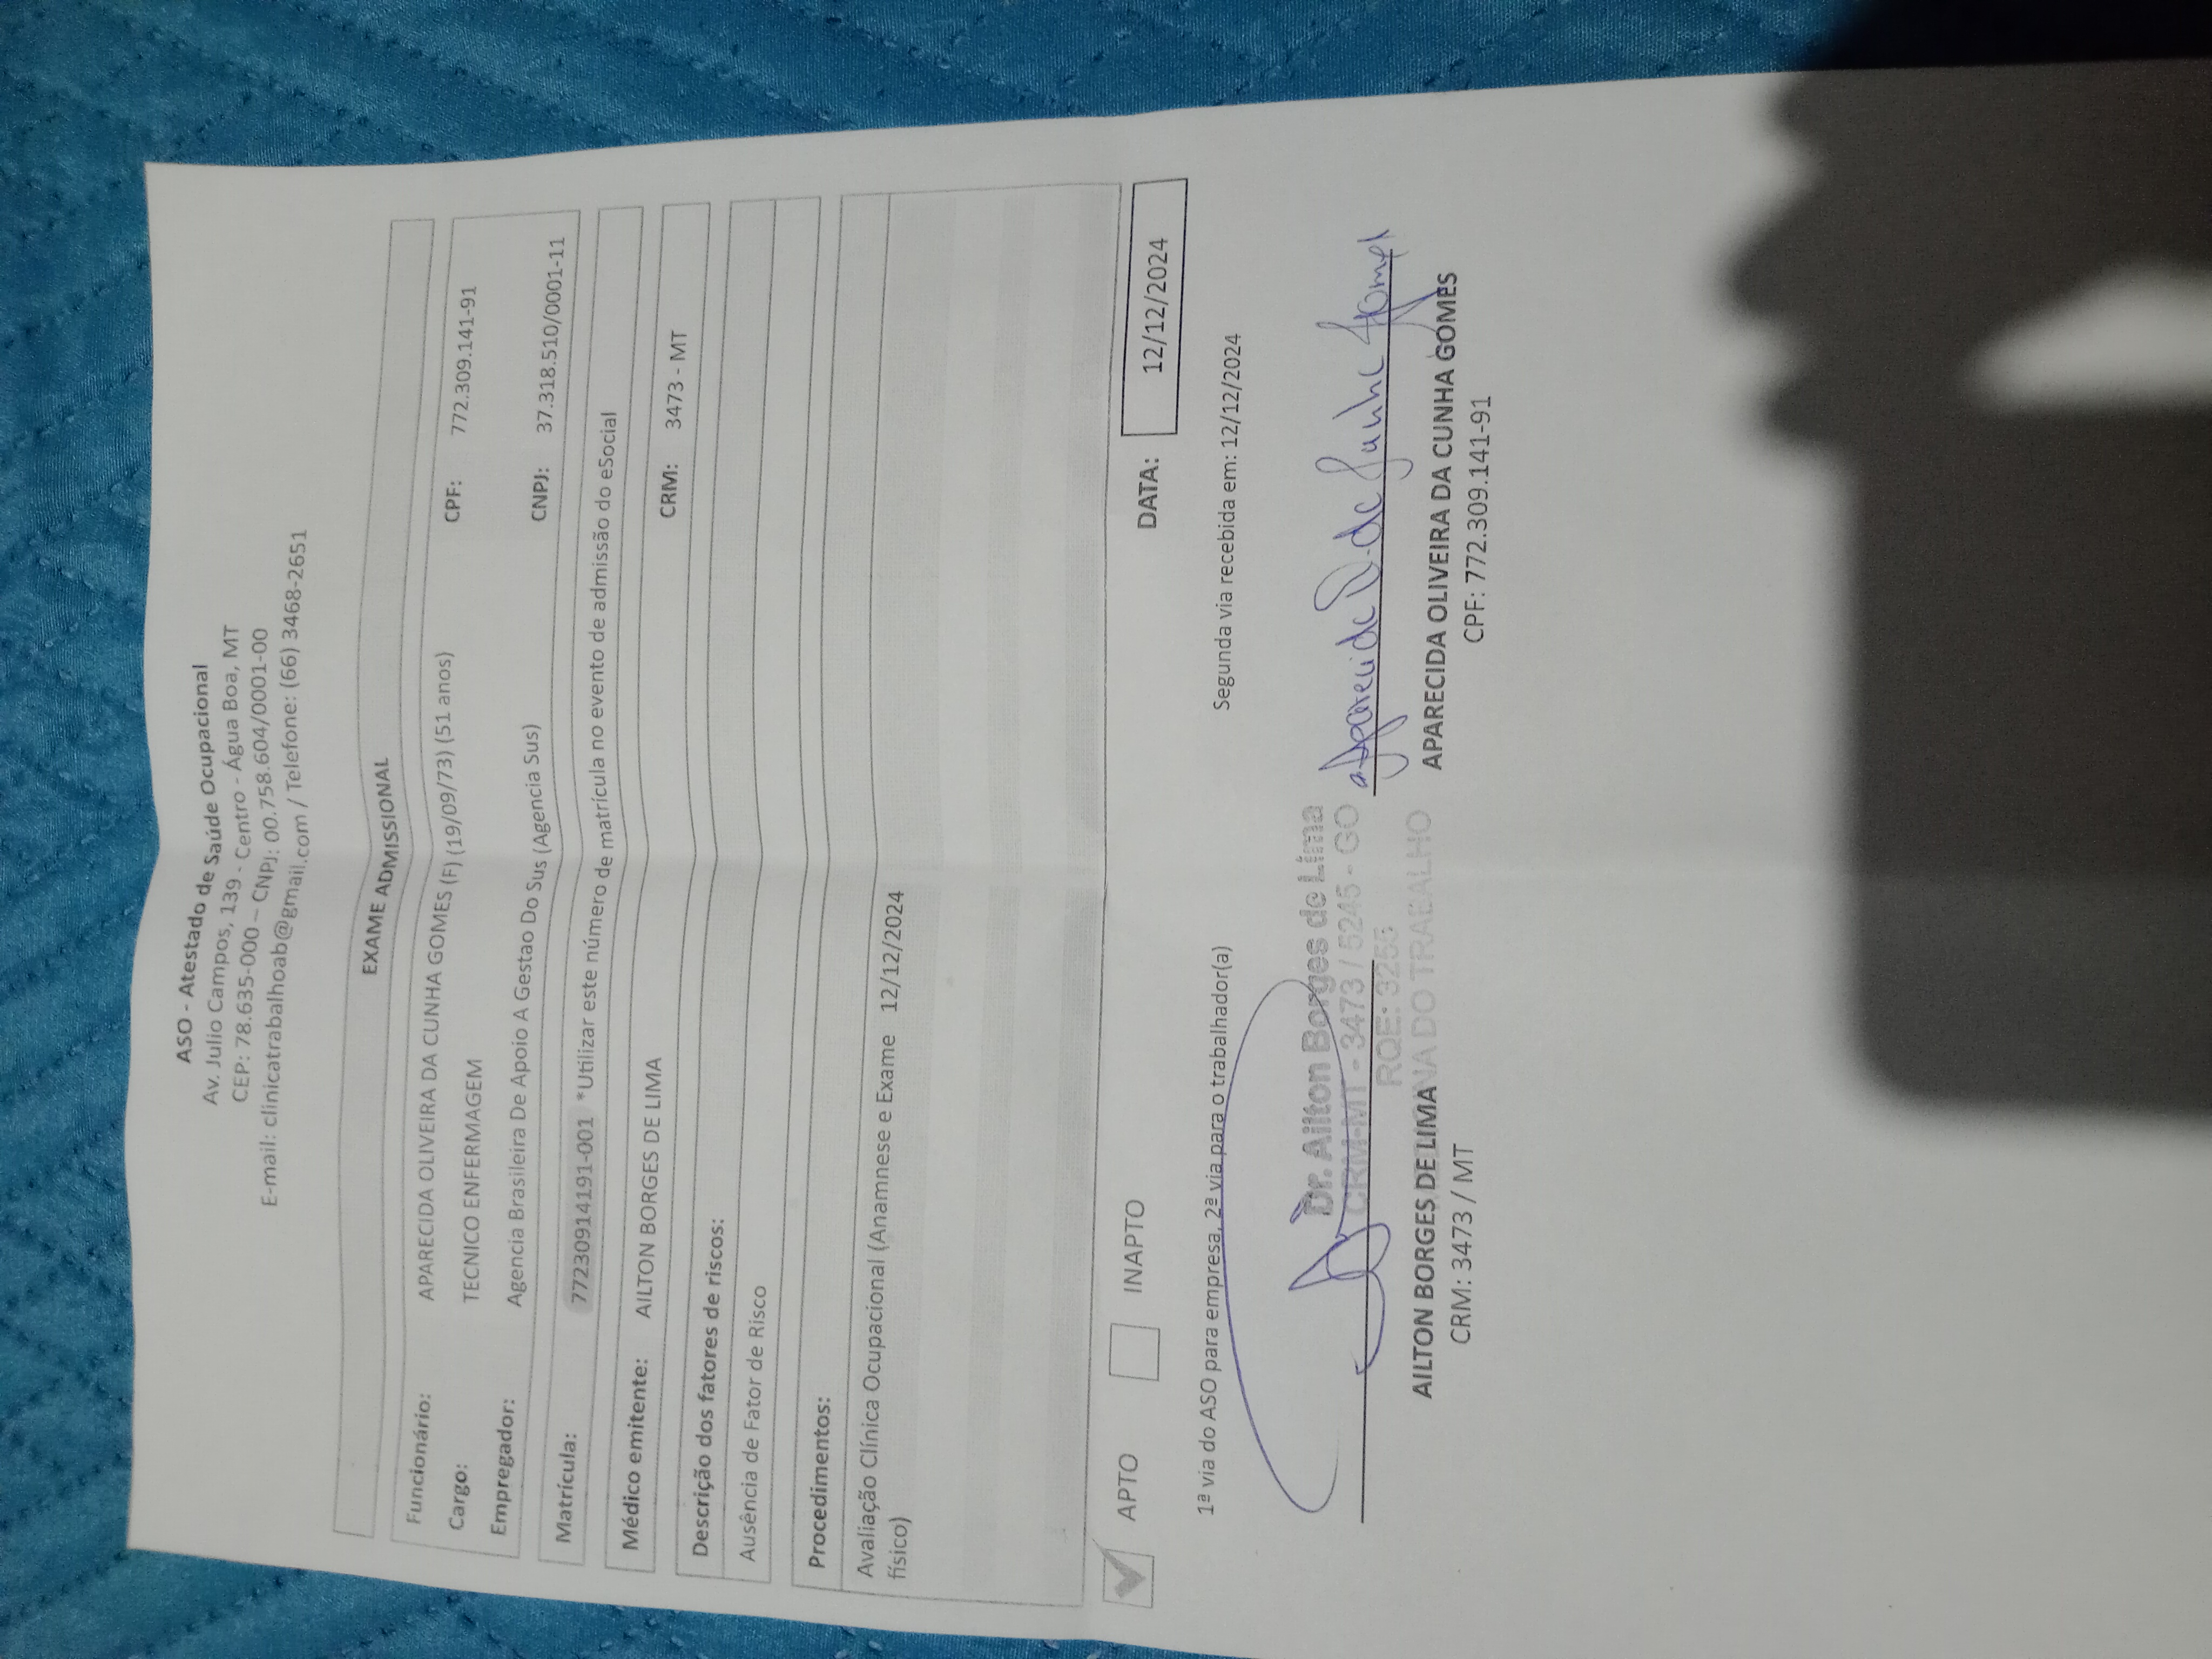 ASO - Atestado de Saúde Ocupacional
Av. Julio Campos, 139 - Centro - Água Boa, MT
CEP: 78.635-000 – CNPJ: 00.758.604/0001-00
E-mail: clinicatrabalhoab@gmail.com / Telefone: (66) 3468-2651
EXAME ADMISSIONAL
Funcionário: APARECIDA OLIVEIRA DA CUNHA GOMES (F) (19/09/73) (51 anos) CPF: 772.309.141-91
Cargo: TECNICO ENFERMAGEM
Empregador: Agencia Brasileira De Apoio A Gestao Do Sus (Agencia Sus) CNPJ: 37.318.510/0001-11
Matrícula: 77230914191-001 *Utilizar este número de matrícula no evento de admissão do eSocial
Médico emitente: AILTON BORGES DE LIMA CRM: 3473 - MT
Descrição dos fatores de riscos:
Ausência de Fator de Risco
Procedimentos:
Avaliação Clínica Ocupacional (Anamnese e Exame 12/12/2024
físico)
APTO INAPTO DATA: 12/12/2024
1ª via do ASO para empresa, 2ª via para o trabalhador(a) Segunda via recebida em: 12/12/2024
Dr. Ailton Borges de Lima
CRM-MT - 3473 / 5245 - GO
RQE: 3255
MEDICINA DO TRABALHO
Aparecida O. da Cunha Gomes
AILTON BORGES DE LIMA APARECIDA OLIVEIRA DA CUNHA GOMES
CRM: 3473 / MT CPF: 772.309.141-91